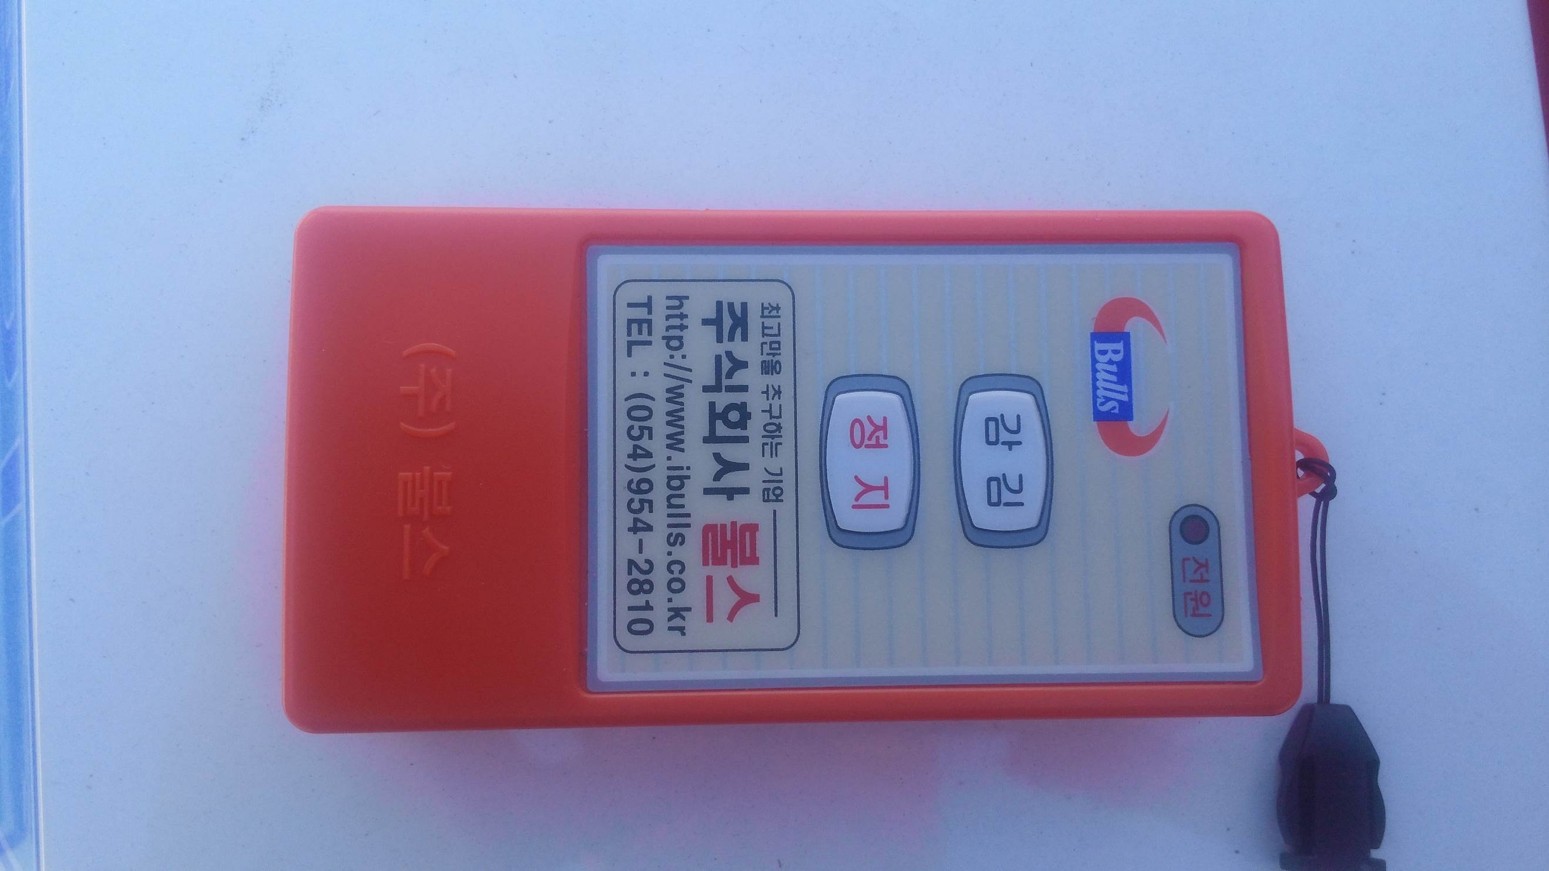 Bulls
전원
감 김
정 지
최고만을 추구하는 기업
주식회사 불스
http://www.ibulls.co.kr
TEL : (054)954-2810
(주) 불스